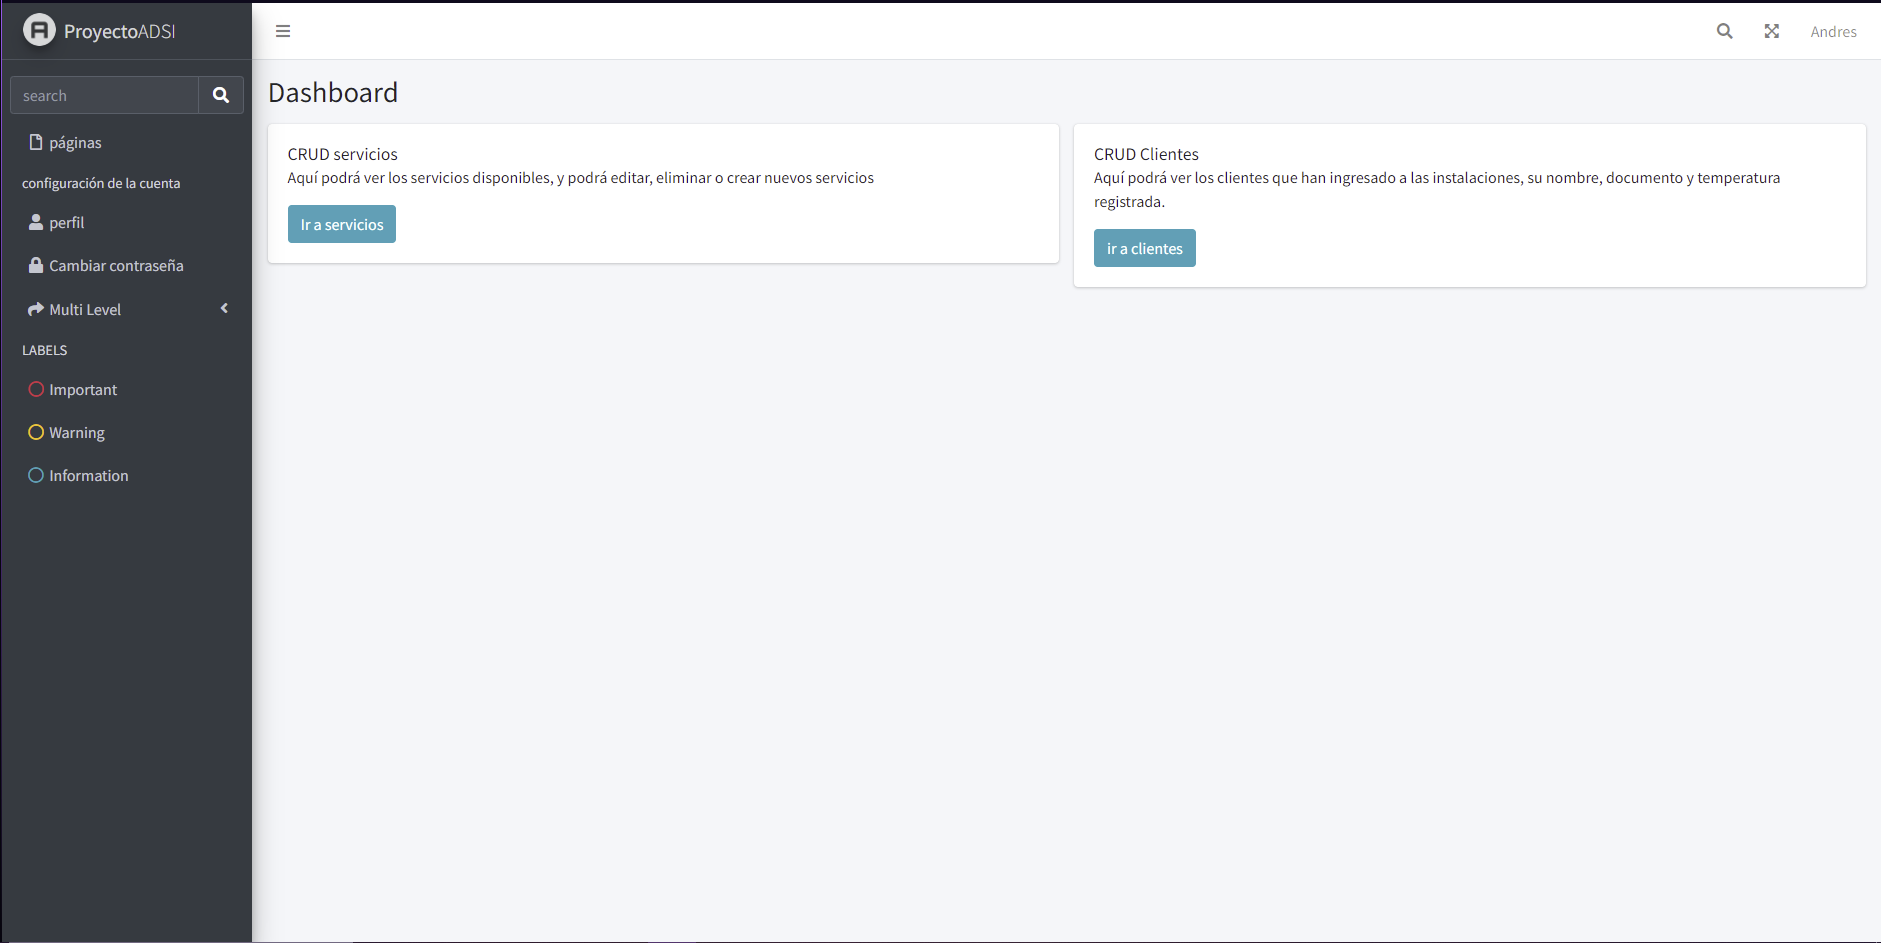 ProyectoADSI
Andres
search
páginas
configuración de la cuenta
perfil
Cambiar contraseña
Multi Level
LABELS
Important
Warning
Information
Dashboard
CRUD servicios
Aquí podrá ver los servicios disponibles, y podrá editar, eliminar o crear nuevos servicios
Ir a servicios
CRUD Clientes
Aquí podrá ver los clientes que han ingresado a las instalaciones, su nombre, documento y temperatura
registrada.
ir a clientes